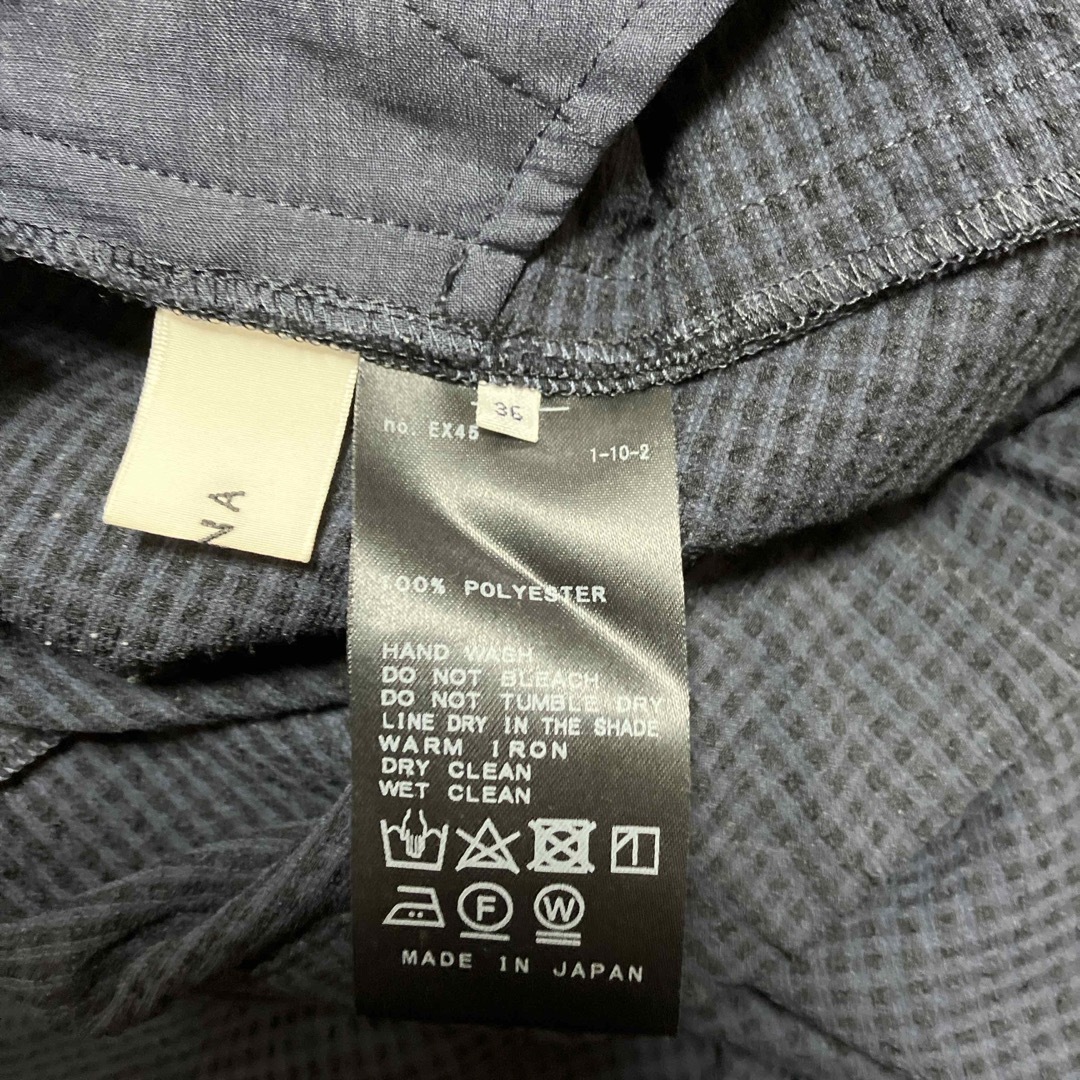 36
no. EX45
1-10-2
NA
100% POLYESTER
HAND WASH
DO NOT BLEACH
DO NOT TUMBLE DRY
LINE DRY IN THE SHADE
WARM IRON
DRY CLEAN
WET CLEAN
F W
MADE IN JAPAN